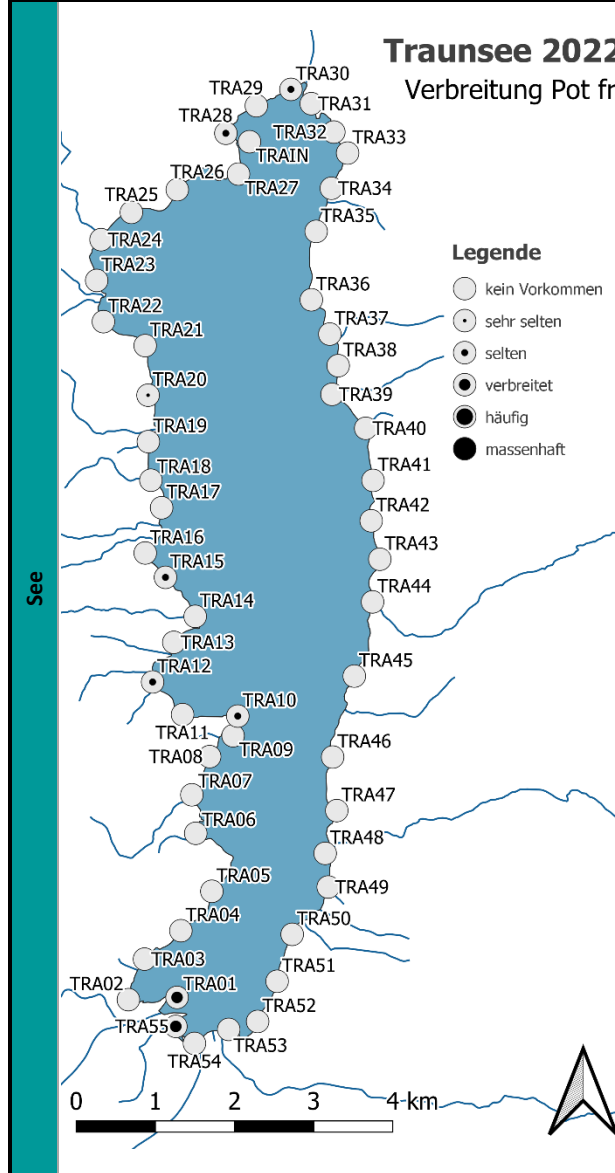 Traunsee 2022
Verbreitung Pot fr
TRA30
TRA29
TRA31
TRA28
TRA32
TRA33
TRAIN
TRA26
TRA27
TRA34
TRA25
TRA35
TRA24
TRA23
TRA22
TRA21
TRA20
TRA19
TRA18
TRA17
TRA16
TRA15
TRA14
TRA13
TRA12
TRA10
TRA11
TRA09
TRA08
TRA07
TRA06
TRA05
TRA04
TRA03
TRA02
TRA01
TRA55
TRA54
TRA53
TRA52
TRA51
TRA50
TRA49
TRA48
TRA47
TRA46
TRA45
TRA44
TRA43
TRA42
TRA41
TRA40
TRA39
TRA38
TRA37
TRA36
Legende
kein Vorkommen
sehr selten
selten
verbreitet
häufig
massenhaft
See
0 1 2 3 4 km